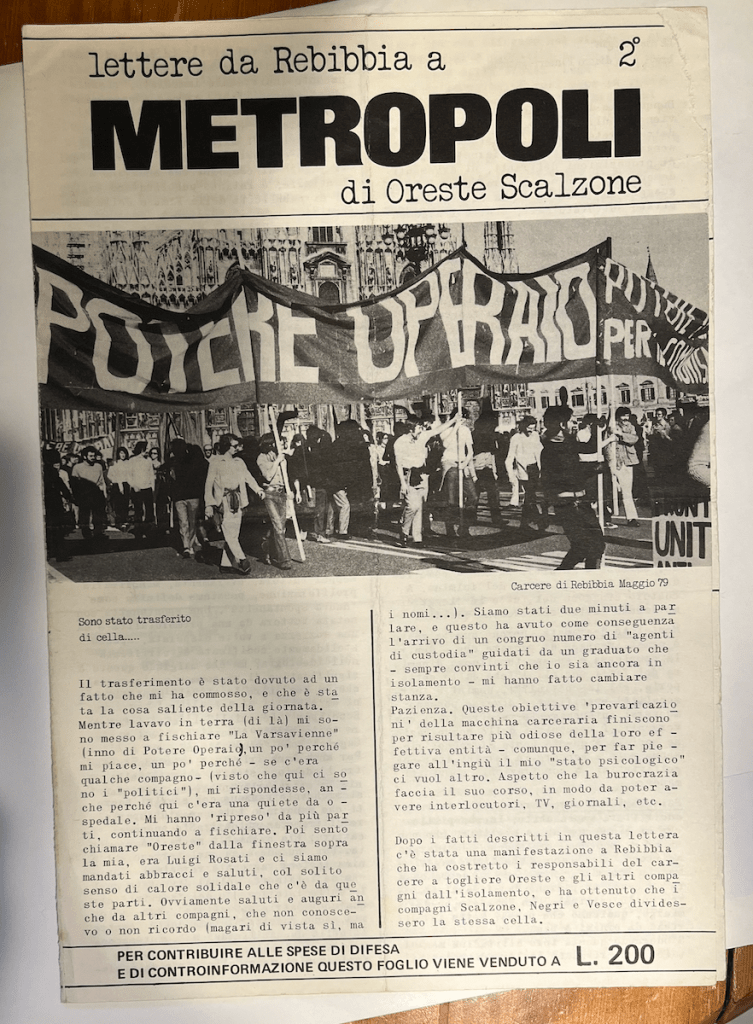 lettere da Rebibbia a
2°
METROPOLI
di Oreste Scalzone
POTERE OPERAIO
POTERE
PER
UNIT
Carcere di Rebibbia Maggio 79
Sono stato trasferito
di cella.....
Il trasferimento è stato dovuto ad un
fatto che mi ha commosso, e che è sta
ta la cosa saliente della giornata.
Mentre lavavo in terra (di là) mi so-
no messo a fischiare "La Varsavienne"
(inno di Potere Operaio),un po' perché
mi piace, un po' perché - se c'era
qualche compagno- (visto che qui ci so
no i "politici"), mi rispondesse, an -
che perché qui c'era una quiete da o -
spedale. Mi hanno 'ripreso' da più par
ti, continuando a fischiare. Poi sento
chiamare "Oreste" dalla finestra sopra
la mia, era Luigi Rosati e ci siamo
mandati abbracci e saluti, col solito
senso di calore solidale che c'è da que
ste parti. Ovviamente saluti e auguri an
che da altri compagni, che non conosce-
vo o non ricordo (magari di vista sì, ma
i nomi...). Siamo stati due minuti a par
lare, e questo ha avuto come conseguenza
l'arrivo di un congruo numero di "agenti
di custodia" guidati da un graduato che
- sempre convinti che io sia ancora in
isolamento - mi hanno fatto cambiare
stanza.
Pazienza. Queste obiettive 'prevaricazio
ni' della macchina carceraria finiscono
per risultare più odiose della loro ef -
fettiva entità - comunque, per far pie -
gare all'ingiù il mio "stato psicologico"
ci vuol altro. Aspetto che la burocrazia
faccia il suo corso, in modo da poter a-
vere interlocutori, TV, giornali, etc.
Dopo i fatti descritti in questa lettera
c'è stata una manifestazione a Rebibbia
che ha costretto i responsabili del car-
cere a togliere Oreste e gli altri compa
gni dall'isolamento, e ha ottenuto che i
compagni Scalzone, Negri e Vesce divides-
sero la stessa cella.
PER CONTRIBUIRE ALLE SPESE DI DIFESA
E DI CONTROINFORMAZIONE QUESTO FOGLIO VIENE VENDUTO A L. 200